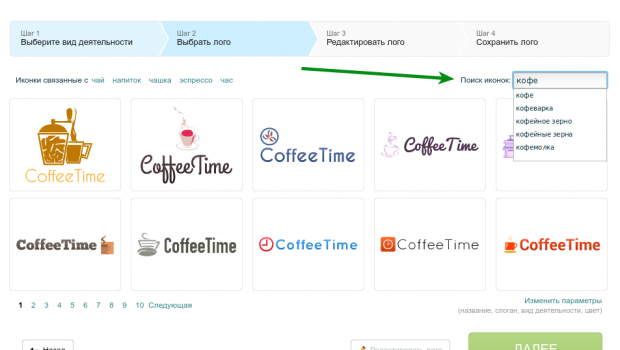 Шаг 1
Выберите вид деятельности
Шаг 2
Выбрать лого
Шаг 3
Редактировать лого
Шаг 4
Сохранить лого
Иконки связанные с чай напиток чашка эспрессо час
Поиск иконок: кофе
кофе
кофеварка
кофейное зерно
кофейные зерна
кофемолка
CoffeeTime
CoffeeTime
CoffeeTime
CoffeeTime
CoffeeTime
CoffeeTime
CoffeeTime
CoffeeTime
CoffeeTime
1 2 3 4 5 6 7 8 9 10 Следующая
Изменить параметры
(название, слоган, вид деятельности, цвет)
Назад
Редактировать лого
ДАЛЕЕ